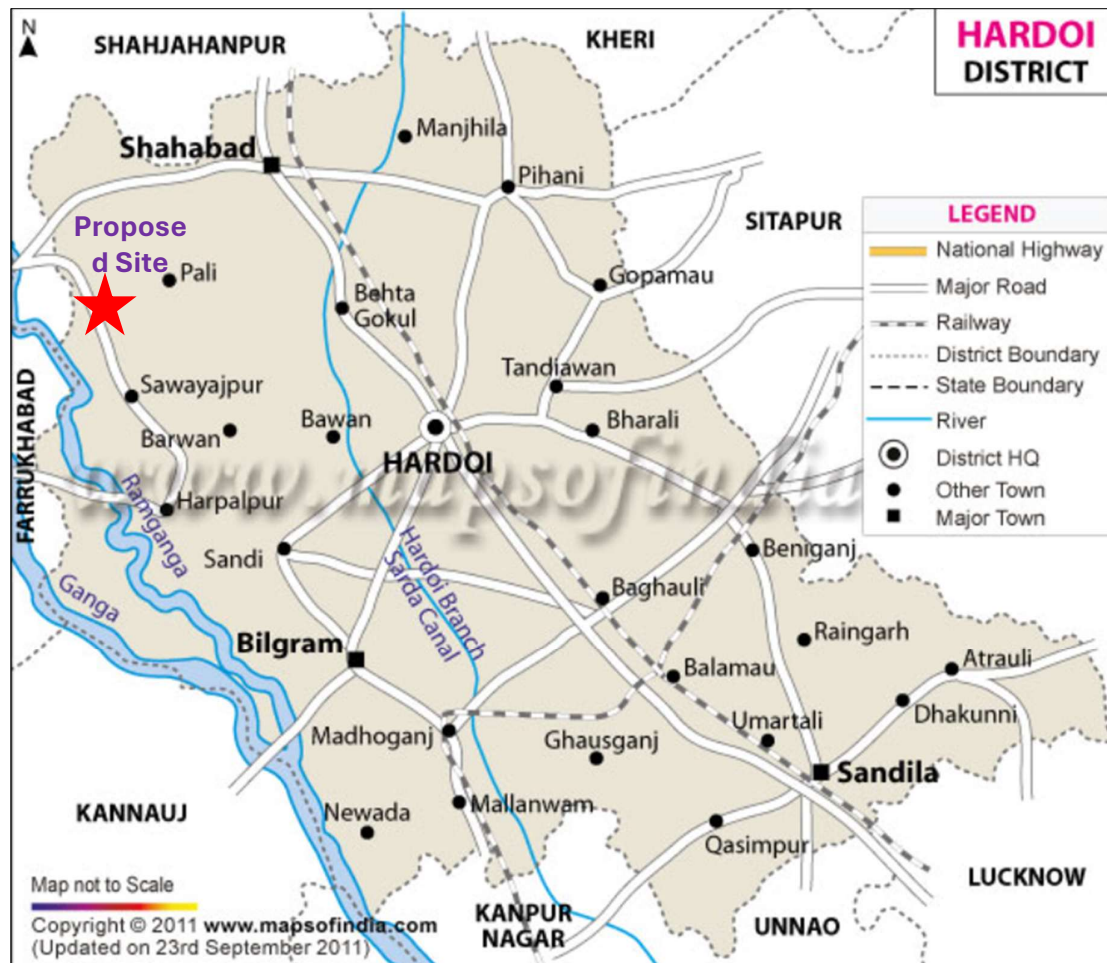 N
SHAHJAHANPUR
KHERI
HARDOI
DISTRICT
Manjhila
Shahabad
Pihani
SITAPUR
LEGEND
National Highway
Major Road
Railway
District Boundary
State Boundary
River
District HQ
Other Town
Major Town
Propose
d Site
Pali
Behta
Gokul
Gopamau
FARRUKHABAD
Sawayajpur
Tandiawan
Barwan
Bawan
Bharali
HARDOI
www.mapsofindia
Harpalpur
Ramganga
Ganga
Sandi
Hardoi Branch
Sarda Canal
Beniganj
Baghauli
Bilgram
Raingarh
Balamau
Atrauli
Dhakunni
Madhoganj
Ghausganj
Umartali
Sandila
KANNAUJ
Newada
Mallanwam
Qasimpur
LUCKNOW
KANPUR
NAGAR
UNNAO
Map not to Scale
Copyright © 2011 www.mapsofindia.com
(Updated on 23rd September 2011)